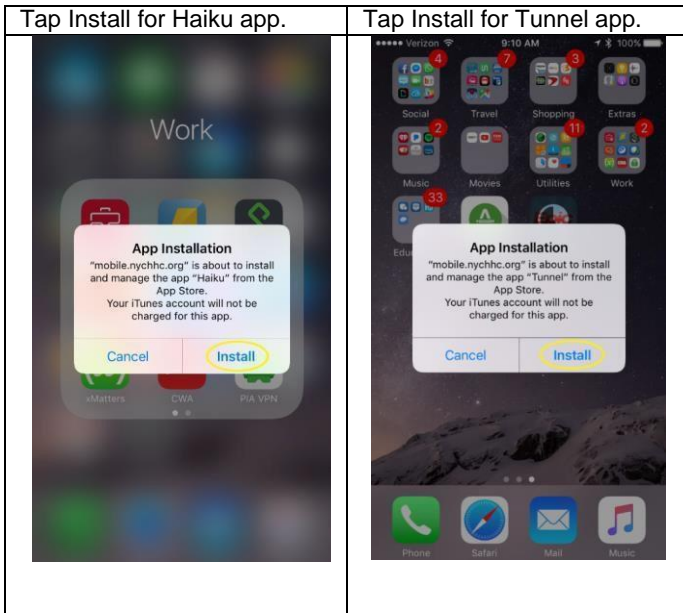 Tap Install for Haiku app.
Work
App Installation
"mobile.nychhc.org" is about to install
and manage the app "Haiku" from the
App Store.
Your iTunes account will not be
charged for this app.
Cancel
Install
xMatters
CWA
PIA VPN
Tap Install for Tunnel app.
Verizon
9:10 AM
100%
4
7
3
Social
Travel
Shopping
Extras
2
11
2
Music
Movies
Utilities
Work
33
App Installation
"mobile.nychhc.org" is about to install
and manage the app "Tunnel" from the
App Store.
Your iTunes account will not be
charged for this app.
Cancel
Install
Phone
Safari
Mail
Music